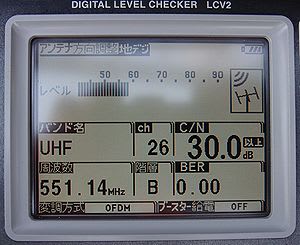 DIGITAL LEVEL CHECKER LCV2
アンテナ方向調整 地デジ
50 60 70 80 90
レベル
バンド名 ch C/N
UHF 26 30.0 以上 dB
周波数 階層 BER
551.14 MHz B 0.00
変調方式 OFDM ブースター給電 OFF